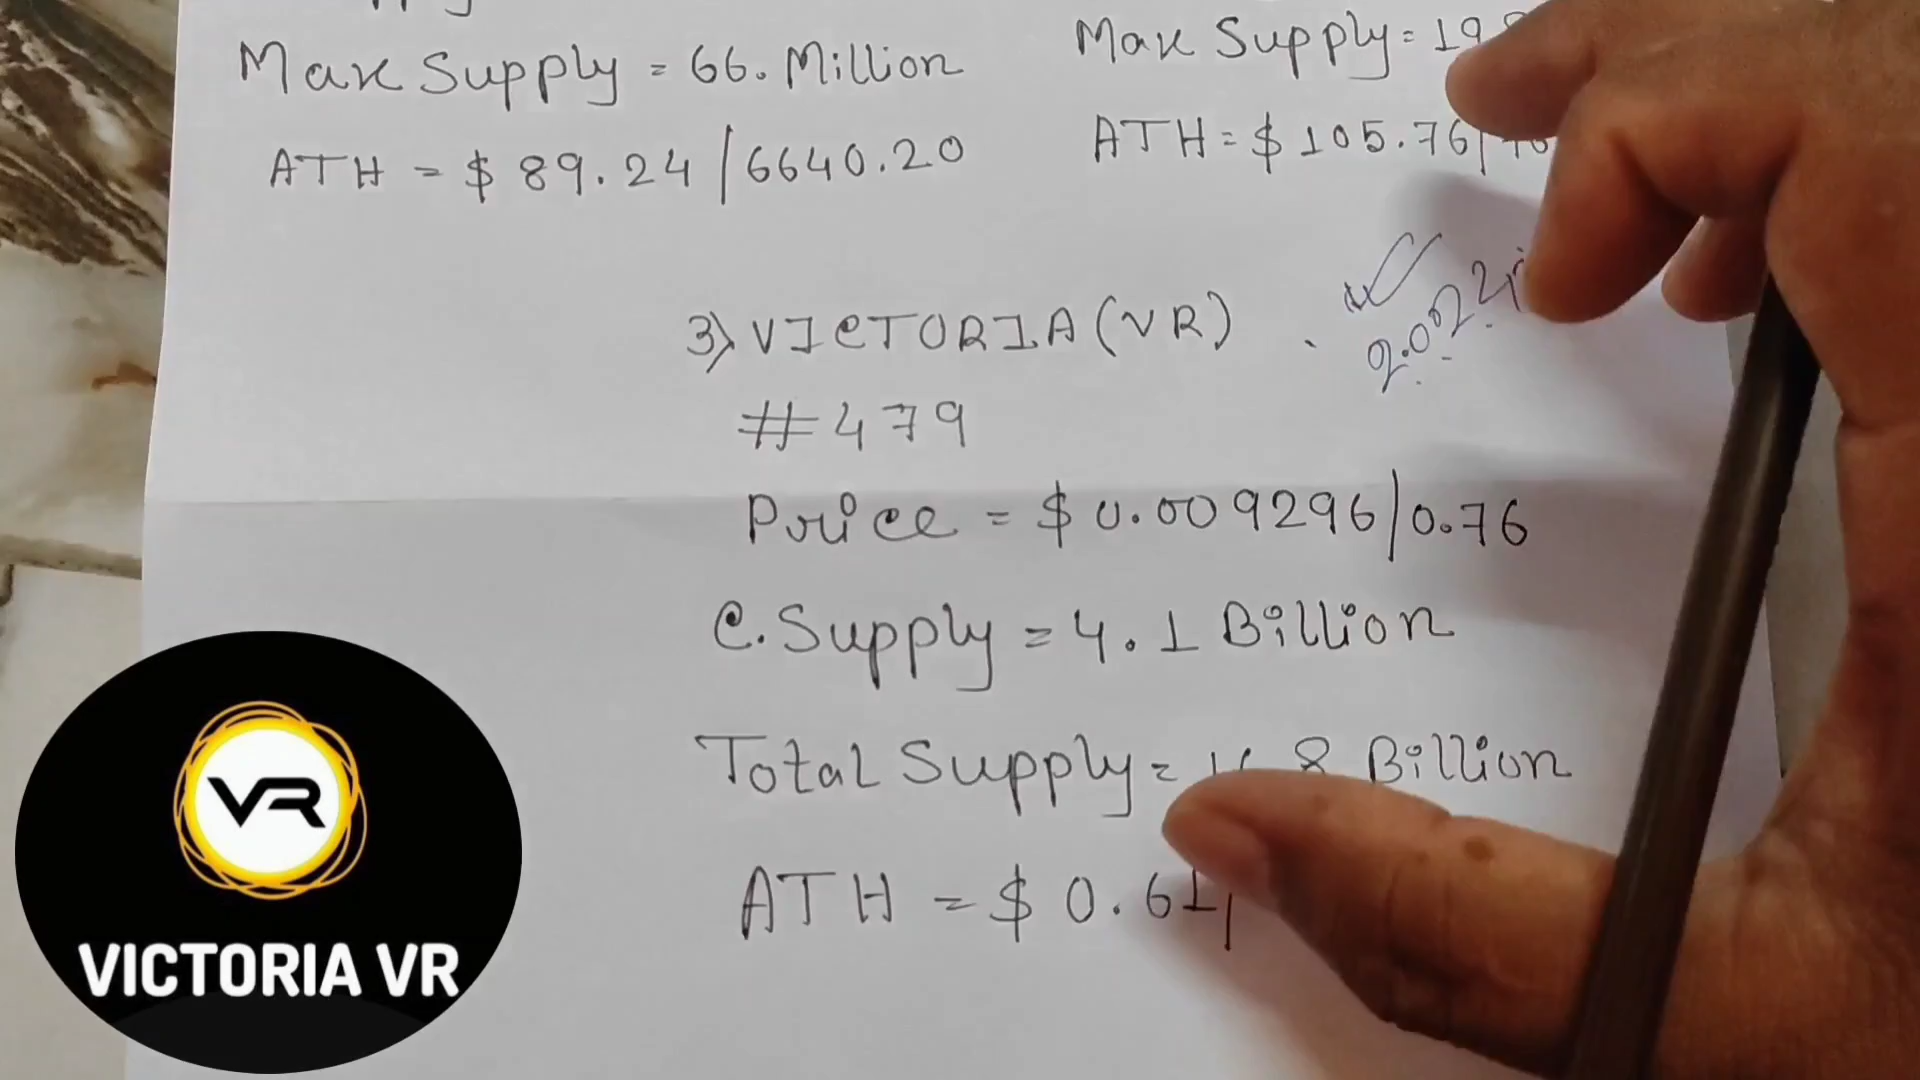 Max Supply = 66. Million
ATH = $ 89.24/6640.20
Max Supply = 19
ATH = $ 105.76/
3) VICTORIA (VR)
#479
Price = $ 0.009296/0.76
C. Supply = 4.1 Billion
Total Supply = 8 Billion
ATH = $ 0.61/
VR
VICTORIA VR